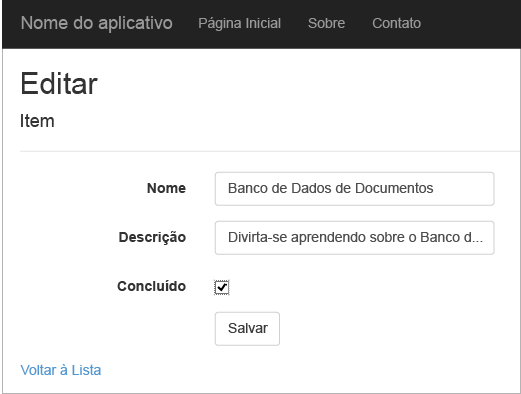 Nome do aplicativo Página Inicial Sobre Contato
Editar
Item
Nome Banco de Dados de Documentos
Descrição Divirta-se aprendendo sobre o Banco d...
Concluído
Salvar
Voltar à Lista